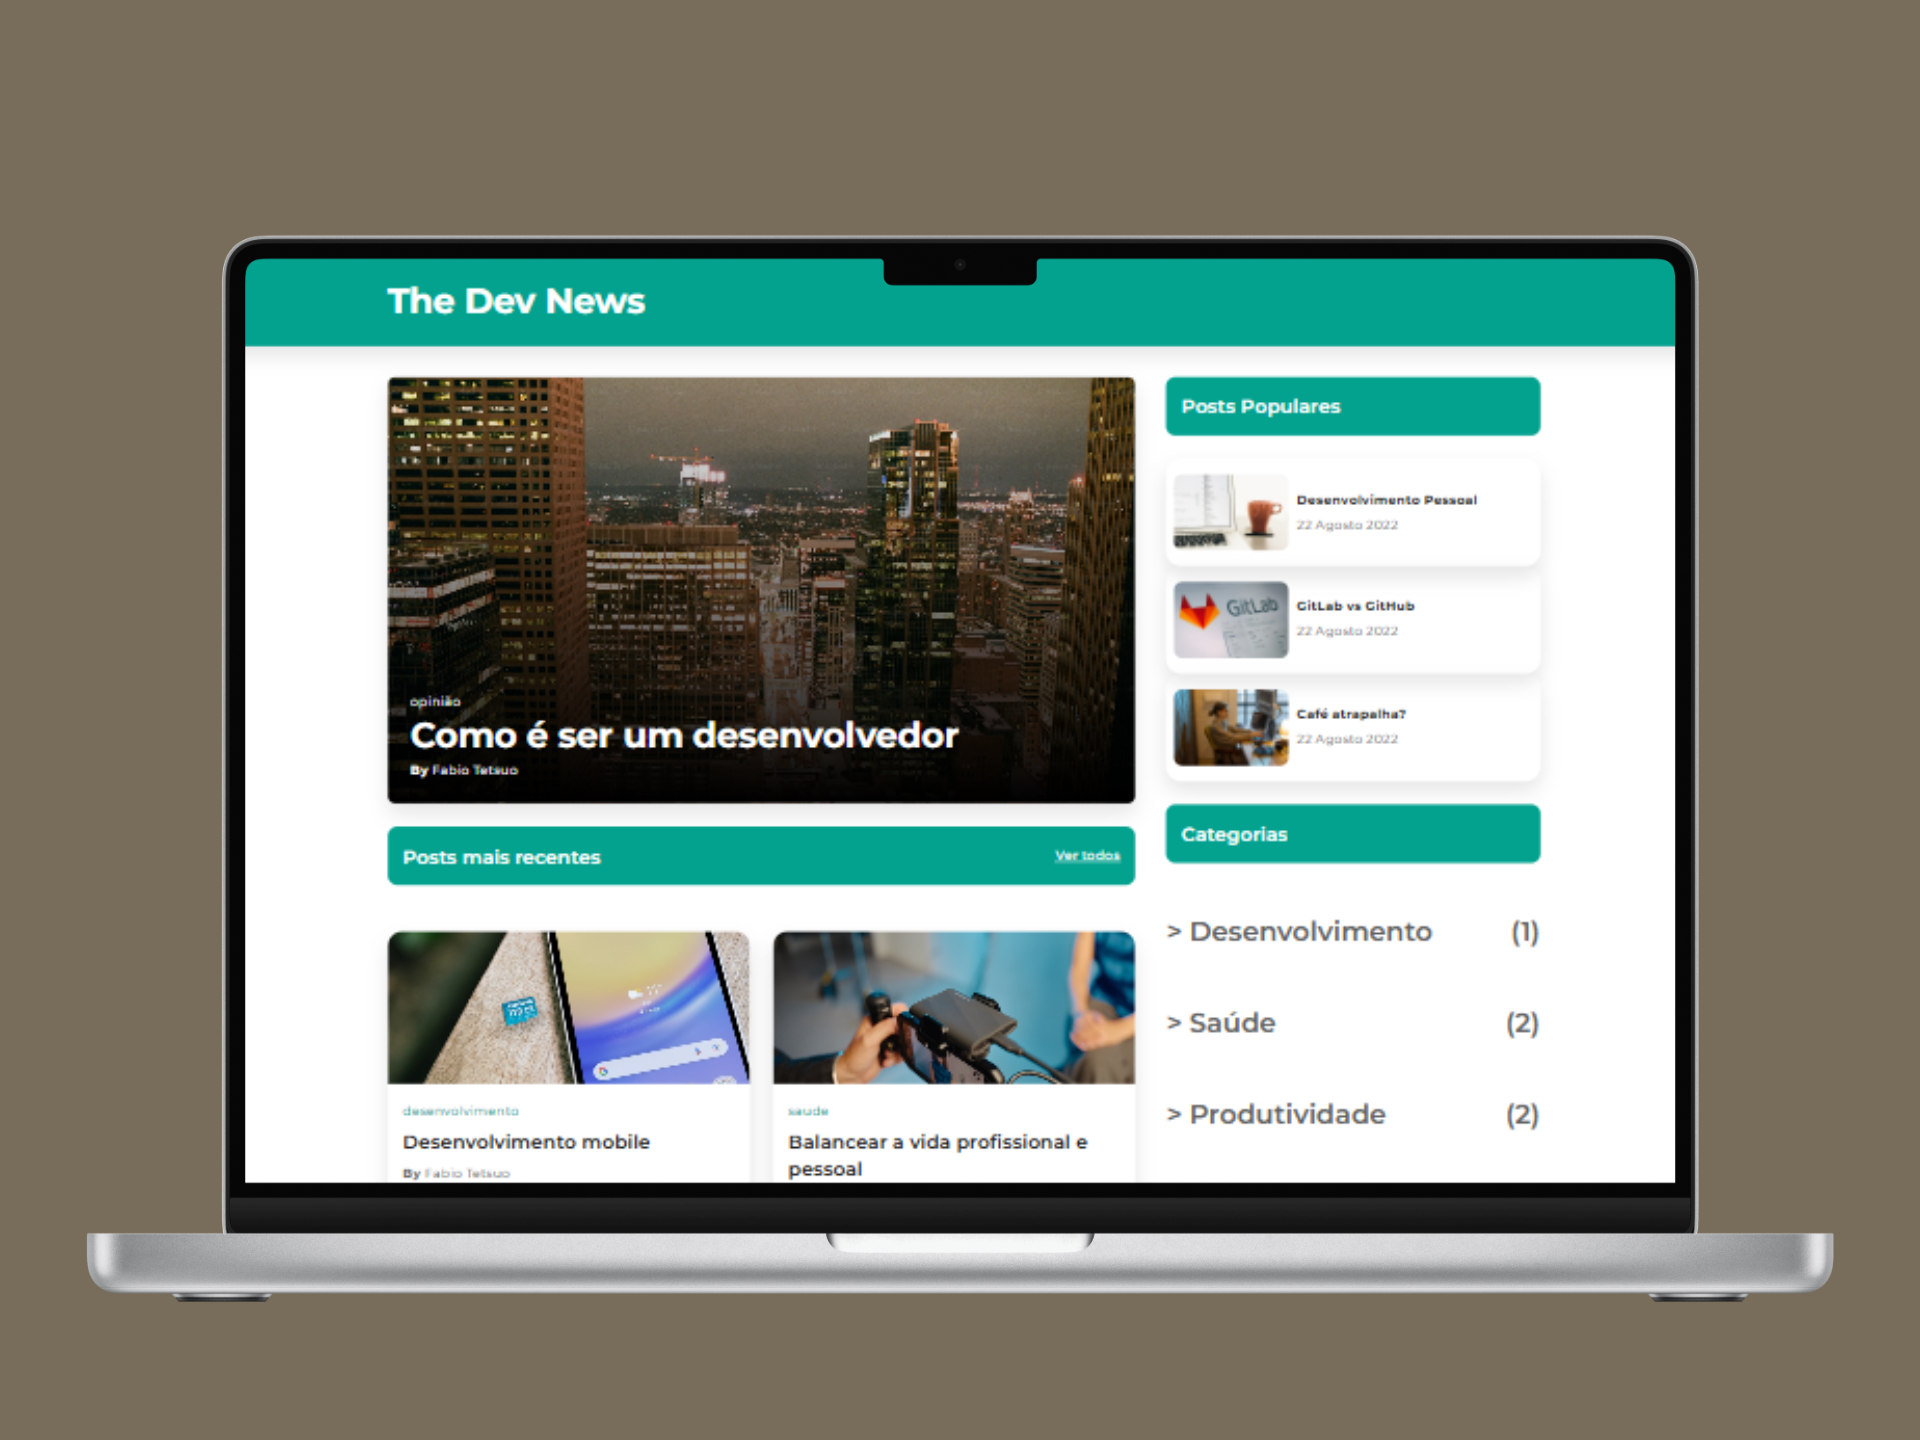 The Dev News
opinião
Como é ser um desenvolvedor
By Fabio Tetsuo
Posts mais recentes
Ver todos
desenvolvimento
Desenvolvimento mobile
By Fabio Tetsuo
saude
Balancear a vida profissional e
pessoal
Posts Populares
Desenvolvimento Pessoal
22 Agosto 2022
GitLab
GitLab vs GitHub
22 Agosto 2022
Café atrapalha?
22 Agosto 2022
Categorias
> Desenvolvimento (1)
> Saúde (2)
> Produtividade (2)